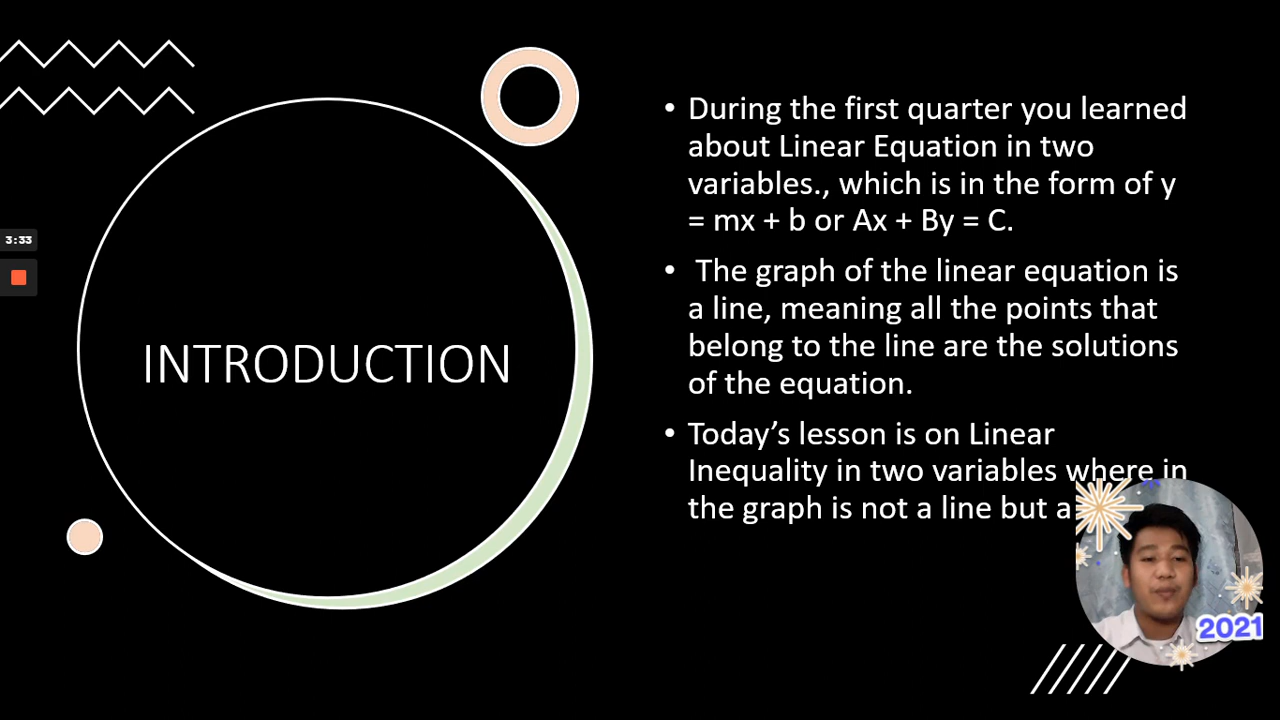 3:33
INTRODUCTION
• During the first quarter you learned
about Linear Equation in two
variables., which is in the form of y
= mx + b or Ax + By = C.
• The graph of the linear equation is
a line, meaning all the points that
belong to the line are the solutions
of the equation.
• Today’s lesson is on Linear
Inequality in two variables where in
the graph is not a line but a
2021